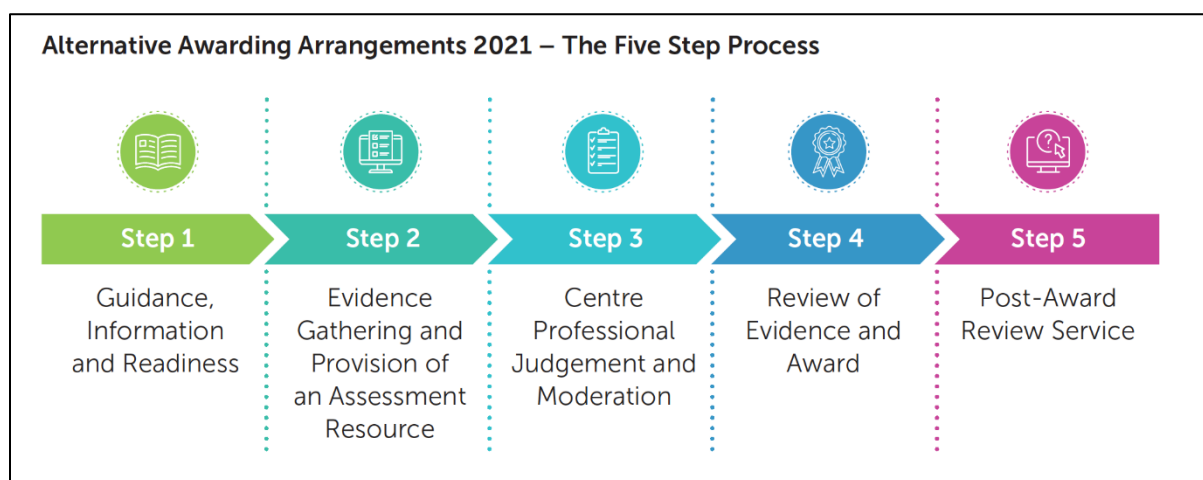 Alternative Awarding Arrangements 2021 – The Five Step Process
Step 1
Step 2
Step 3
Step 4
Step 5
Guidance,
Information
and Readiness
Evidence
Gathering and
Provision of
an Assessment
Resource
Centre
Professional
Judgement and
Moderation
Review of
Evidence and
Award
Post-Award
Review Service